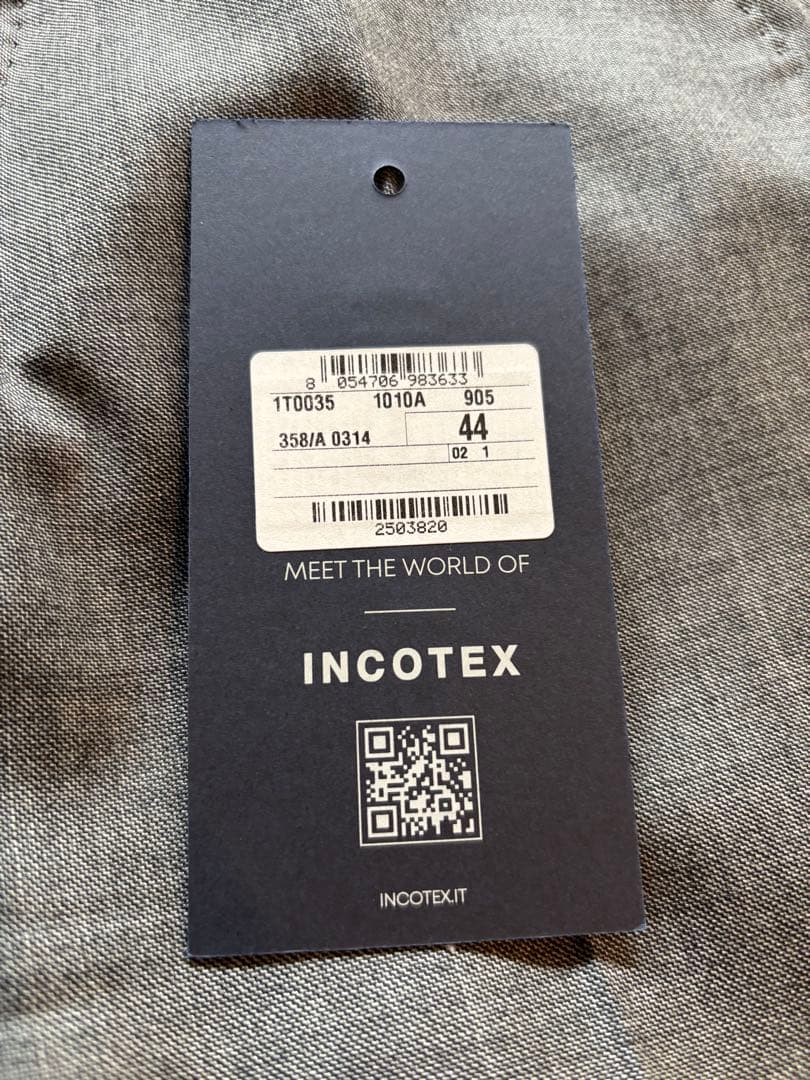 8 054706 983633
1T0035 1010A 905
358/A 0314 44
02 1
2503820
MEET THE WORLD OF
INCOTEX
INCOTEX.IT